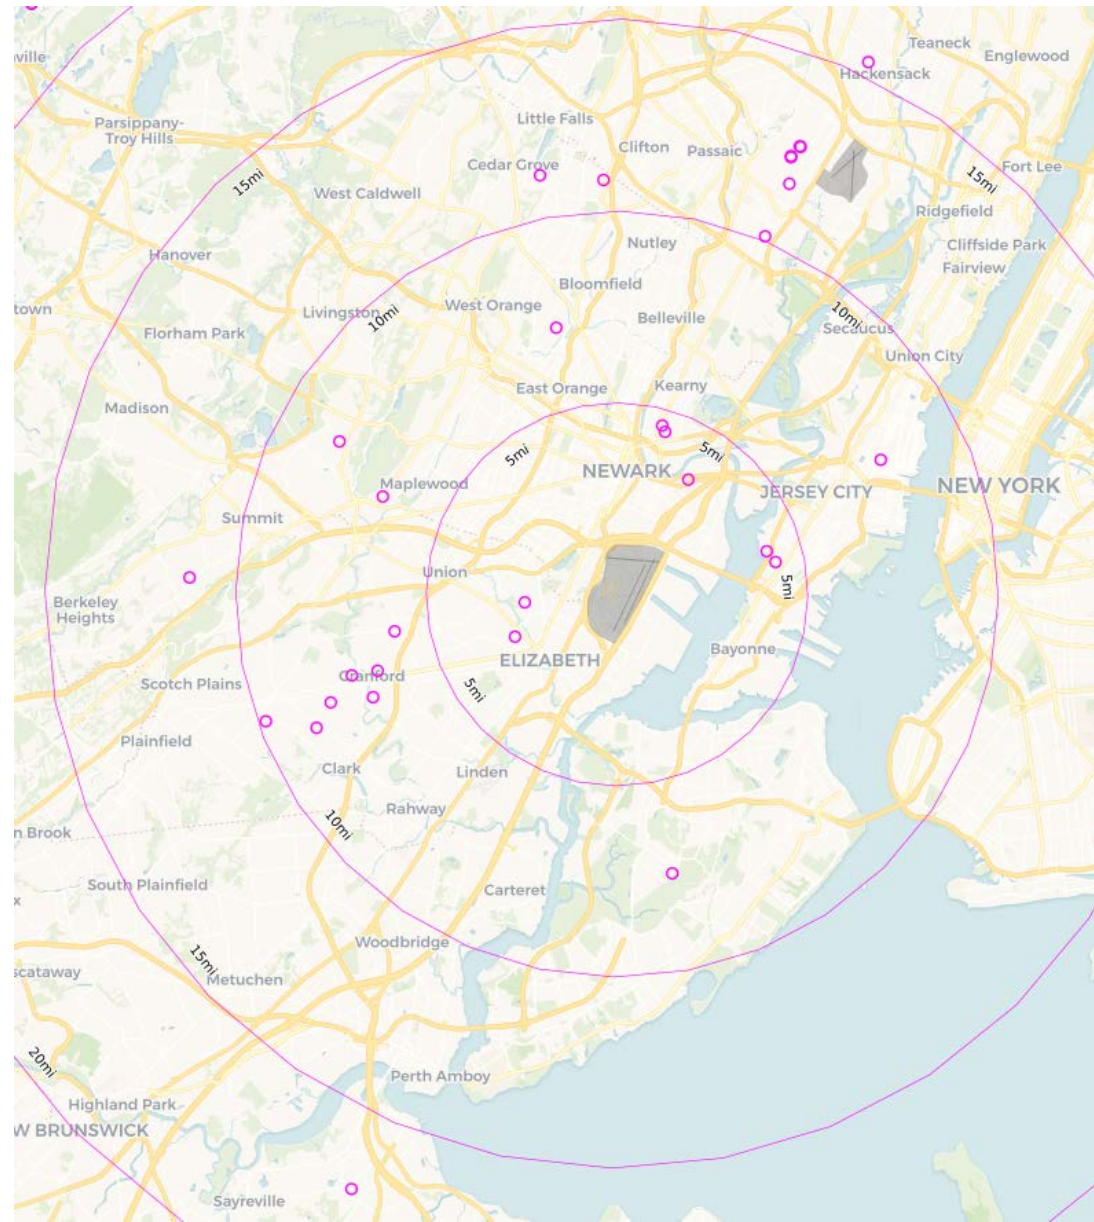 Teaneck
Englewood
ville
Hackensack
Little Falls
Parsippany-
Troy Hills
Clifton
Passaic
Cedar Grove
Fort Lee
15mi
15mi
West Caldwell
Ridgefield
Nutley
Cliffside Park
Hanover
Fairview
Bloomfield
West Orange
town
Livingston
10mi
10mi
Belleville
Secaucus
Florham Park
Union City
East Orange
Kearny
Madison
5mi
5mi
NEWARK
Maplewood
JERSEY CITY
NEW YORK
Summit
Union
5mi
Berkeley
Heights
Bayonne
ELIZABETH
Cranford
Scotch Plains
5mi
Plainfield
Clark
Linden
Rahway
10mi
n Brook
South Plainfield
Carteret
x
Woodbridge
15mi
scataway
Metuchen
20mi
Perth Amboy
Highland Park
W BRUNSWICK
Sayreville